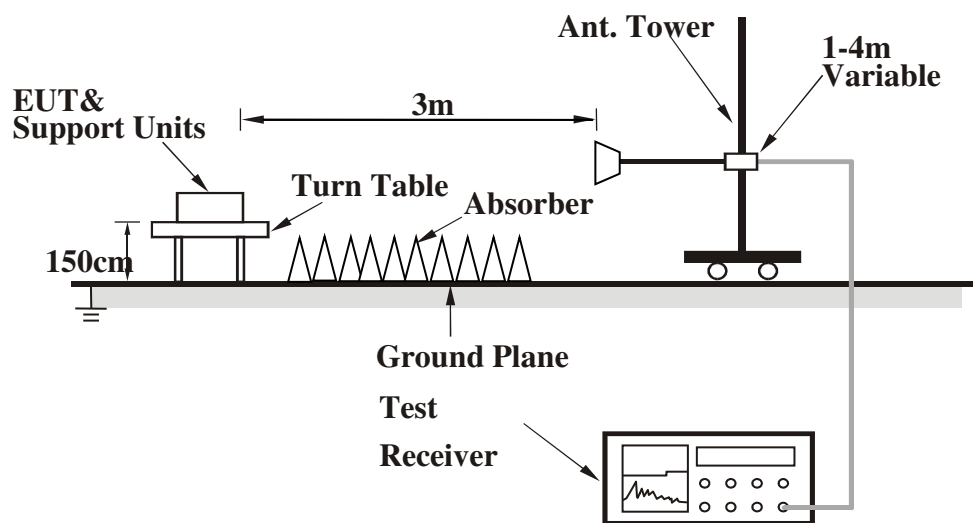 Ant. Tower
1-4m
Variable
EUT&
Support Units
3m
Turn Table
Absorber
150cm
Ground Plane
Test
Receiver